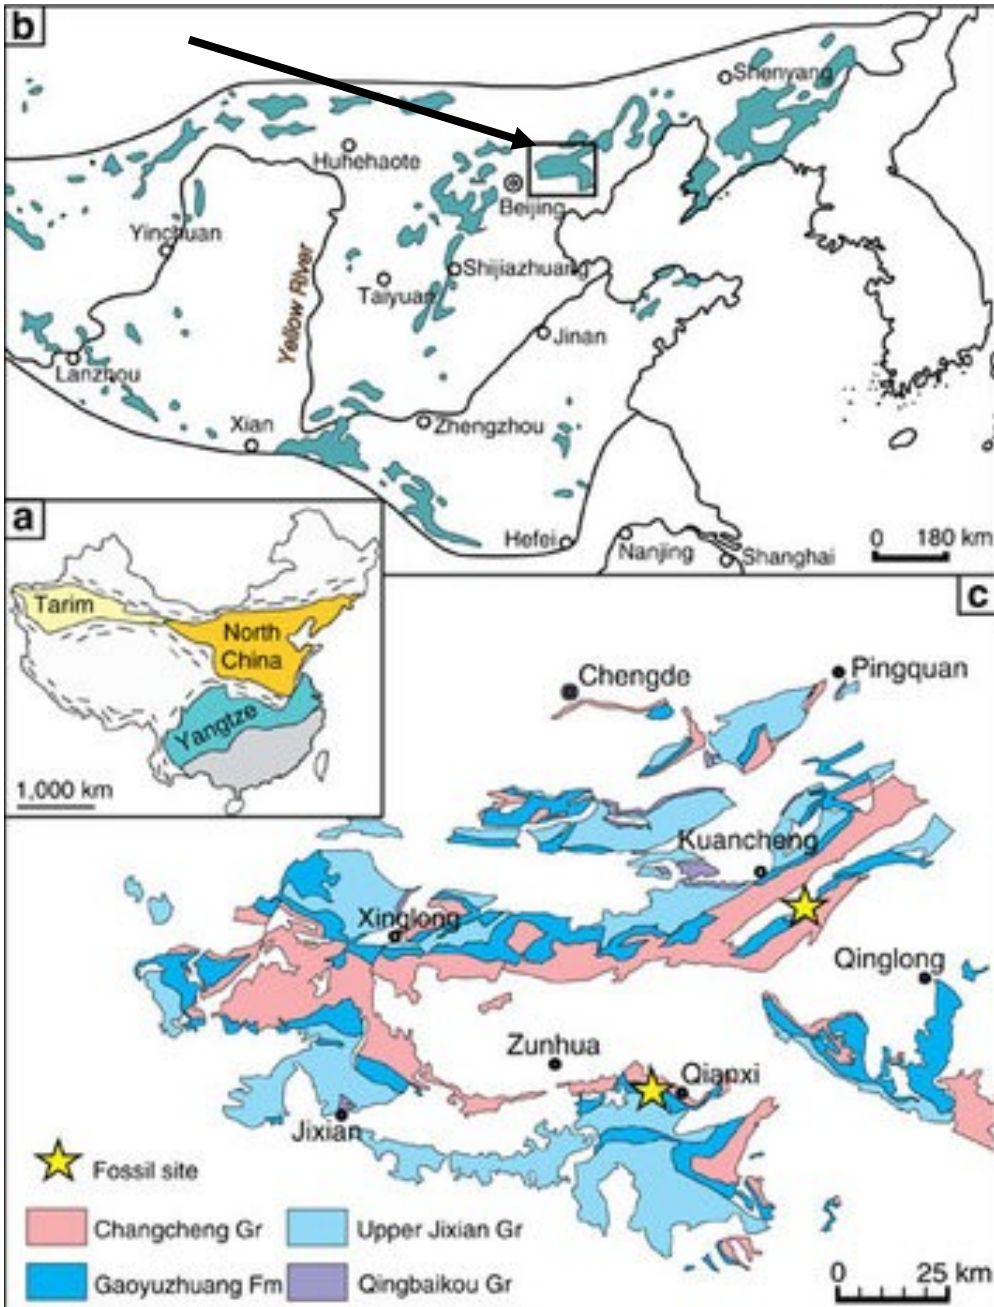 b
Shenyang
Huhehaote
Beijing
Yinchuan
Yellow River
Shijiazhuang
Taiyuan
Jinan
Lanzhou
Xian
Zhengzhou
Hefei
Nanjing
Shanghai
0 180 km
a
Tarim
North
China
Yangtze
1,000 km
c
Chengde
Pingquan
Kuancheng
Xinglong
Qinglong
Zunhua
Qianxi
Jixian
Fossil site
Changcheng Gr
Upper Jixian Gr
Gaoyuzhuang Fm
Qingbaikou Gr
0 25 km